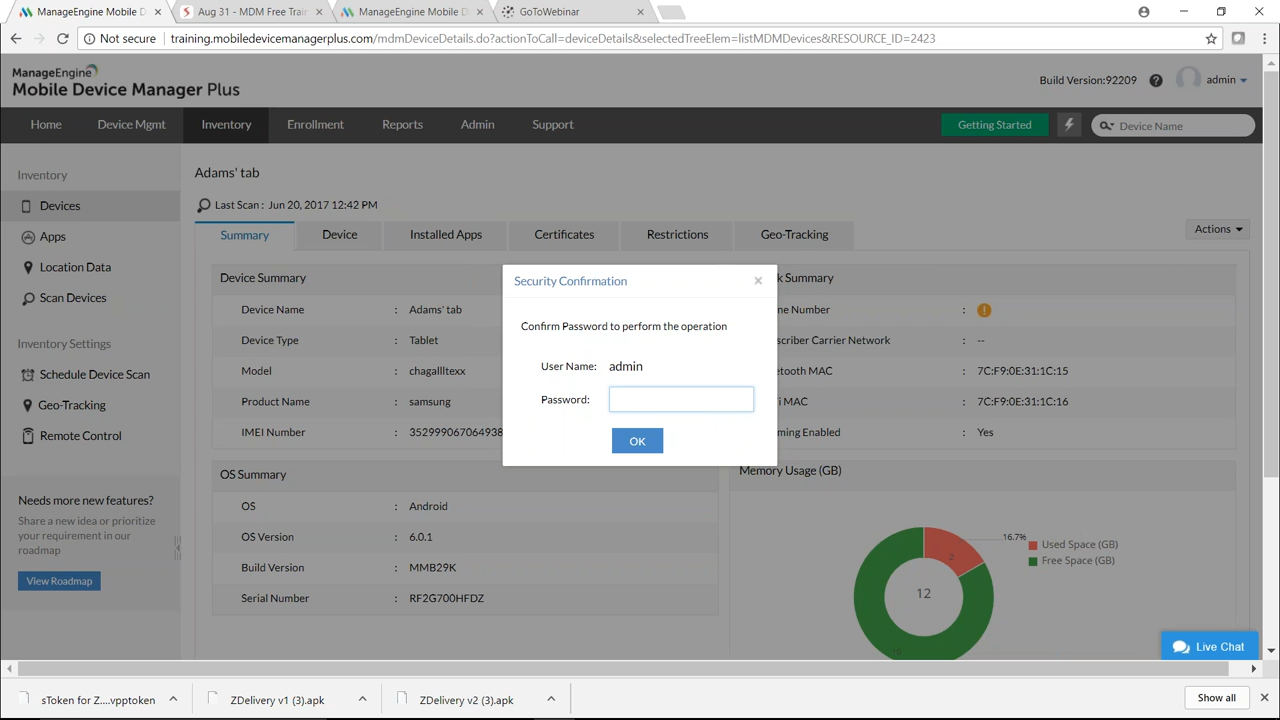 ManageEngine Mobile D
Aug 31 - MDM Free Train
ManageEngine Mobile D
GoToWebinar
Not secure
training.mobiledevicemanagerplus.com/mdmDeviceDetails.do?actionToCall=deviceDetails&selectedTreeElem=listMDMDevices&RESOURCE_ID=2423
ManageEngine
Mobile Device Manager Plus
Build Version:92209
admin
Home
Device Mgmt
Inventory
Enrollment
Reports
Admin
Support
Getting Started
Device Name
Inventory
Devices
Apps
Location Data
Scan Devices
Inventory Settings
Schedule Device Scan
Geo-Tracking
Remote Control
Needs more new features?
Share a new idea or prioritize
your requirement in our
roadmap
View Roadmap
Adams' tab
Last Scan : Jun 20, 2017 12:42 PM
Summary
Device
Installed Apps
Certificates
Restrictions
Geo-Tracking
Actions
Device Summary
Device Name : Adams' tab
Device Type : Tablet
Model : chagallltexx
Product Name : samsung
IMEI Number : 352999067064938
OS Summary
OS : Android
OS Version : 6.0.1
Build Version : MMB29K
Serial Number : RF2G700HFDZ
Security Confirmation
×
Confirm Password to perform the operation
User Name: admin
Password:
OK
k Summary
ne Number : !
scriber Carrier Network : --
etooth MAC : 7C:F9:0E:31:1C:15
i MAC : 7C:F9:0E:31:1C:16
ming Enabled : Yes
Memory Usage (GB)
16.7%
2
12
10
Used Space (GB)
Free Space (GB)
Live Chat
sToken for Z....vpptoken
ZDelivery v1 (3).apk
ZDelivery v2 (3).apk
Show all